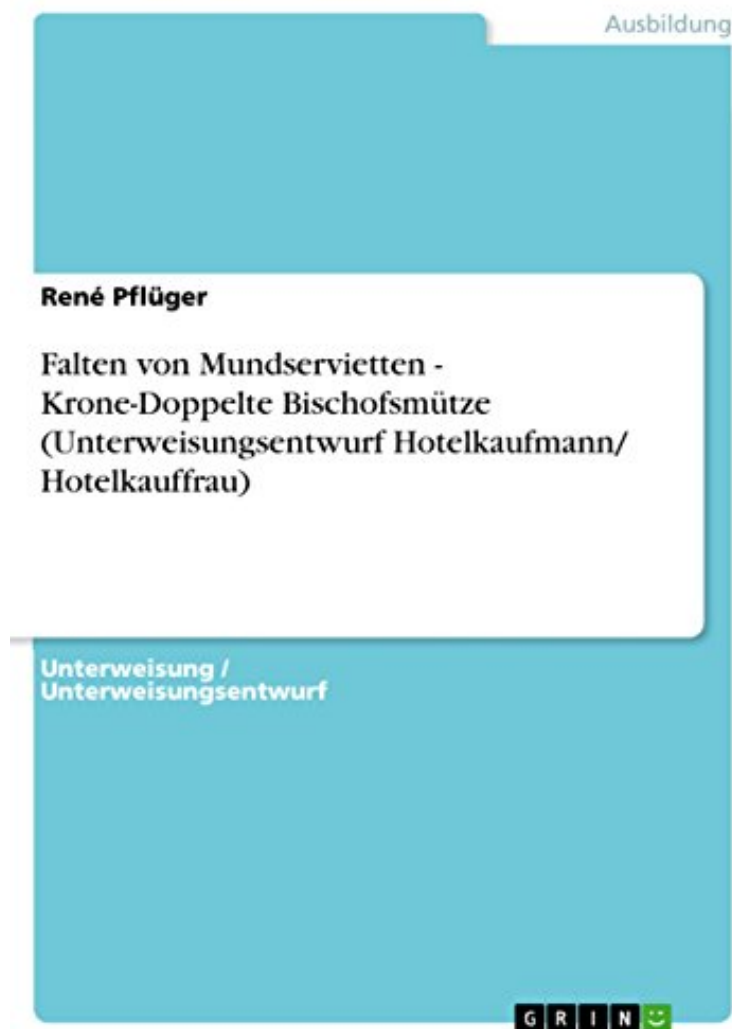 Ausbildung
René Pflüger
Falten von Mundservietten -
Krone-Doppelte Bischofsmütze
(Unterweisungsentwurf Hotelkaufmann/
Hotelkauffrau)
Unterweisung /
Unterweisungsentwurf
GRIN